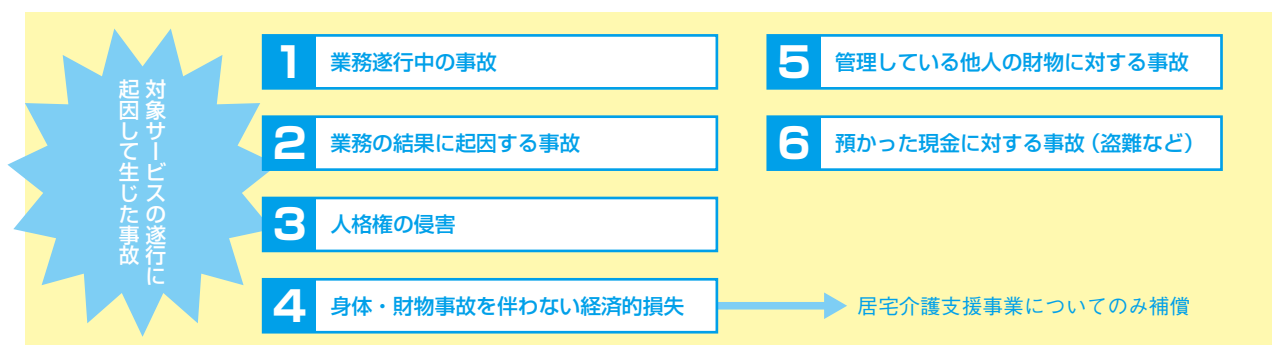 対象サービスの遂行に
起因して生じた事故
1 業務遂行中の事故
2 業務の結果に起因する事故
3 人格権の侵害
4 身体・財物事故を伴わない経済的損失
居宅介護支援事業についてのみ補償
5 管理している他人の財物に対する事故
6 預かった現金に対する事故（盗難など）